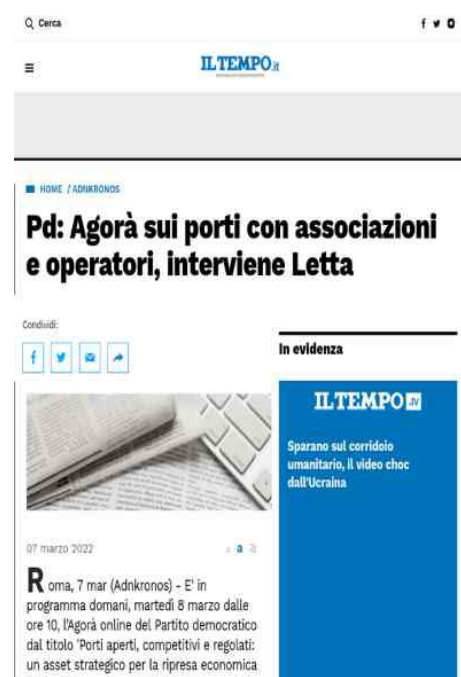 Cerca
IL TEMPO.it
HOME / ADNKRONOS
Pd: Agorà sui porti con associazioni
e operatori, interviene Letta
Condividi:
In evidenza
IL TEMPO.TV
Sparano sul corridoio
umanitario, il video choc
dall'Ucraina
07 marzo 2022
a a a
Roma, 7 mar (Adnkronos) - E' in
programma domani, martedì 8 marzo dalle
ore 10, l'Agorà online del Partito democratico
dal titolo 'Porti aperti, competitivi e regolati:
un asset strategico per la ripresa economica